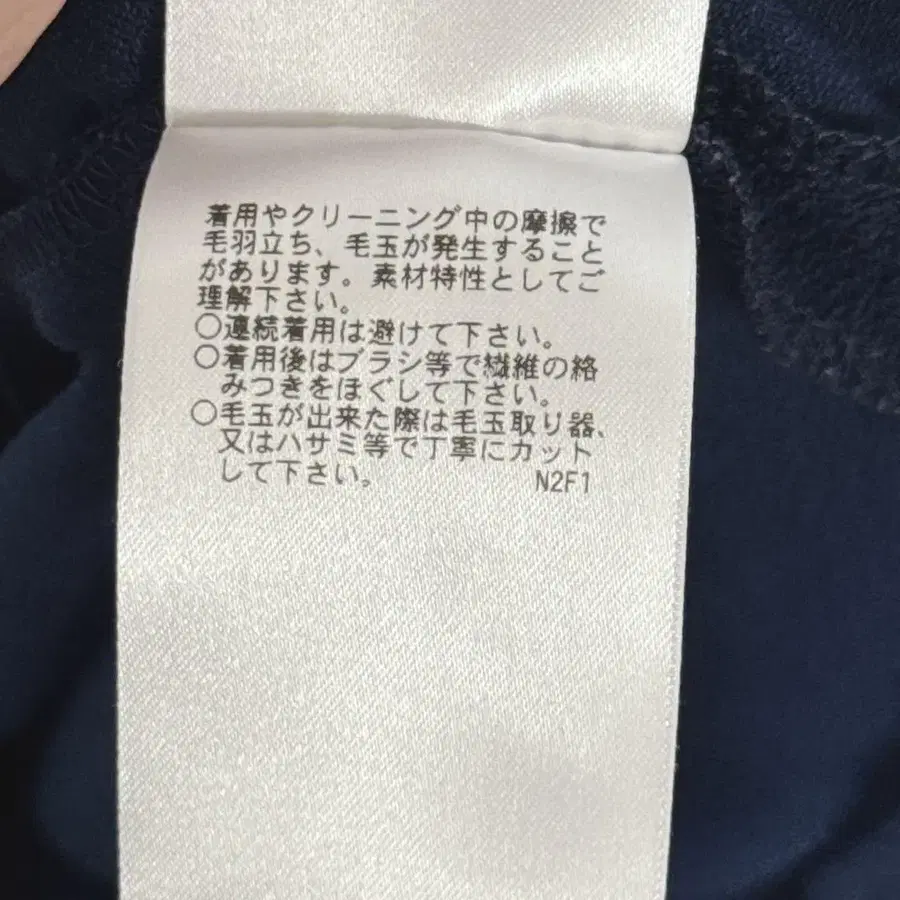 着用やクリーニング中の摩擦で
毛羽立ち、毛玉が発生すること
があります。素材特性としてご
理解下さい。
○連続着用は避けて下さい。
○着用後はブラシ等で繊維の絡
みつきをほぐして下さい。
○毛玉が出来た際は毛玉取り器、
又はハサミ等で丁寧にカット
して下さい。 N2F1